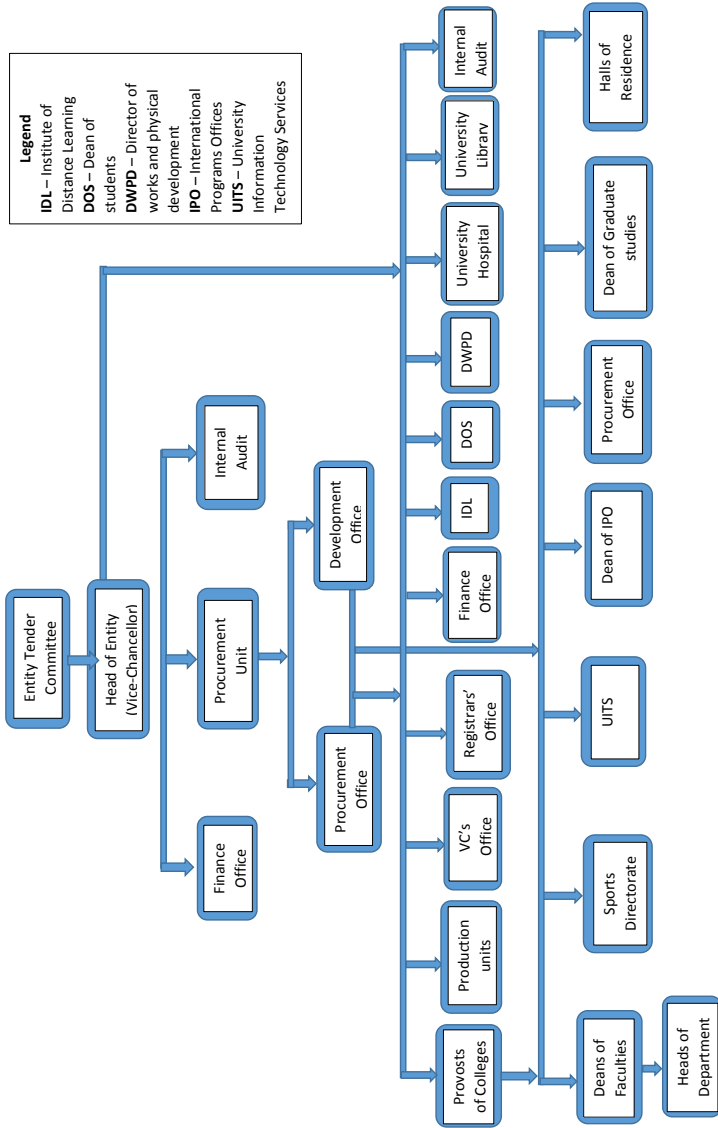 Entity Tender
Committee
Head of Entity
(Vice-Chancellor)
Legend
IDL – Institute of
Distance Learning
DOS – Dean of
students
DWPD – Director of
works and physical
development
IPO – International
Programs Offices
UITS – University
Information
Technology Services
Finance
Office
Procurement
Unit
Internal
Audit
Procurement
Office
Development
Office
Provosts
of Colleges
Production
units
VC's
Office
Registrars'
Office
Finance
Office
IDL
DOS
DWPD
University
Hospital
University
Library
Internal
Audit
Deans of
Faculties
Sports
Directorate
UITS
Dean of IPO
Procurement
Office
Dean of Graduate
studies
Halls of
Residence
Heads of
Department